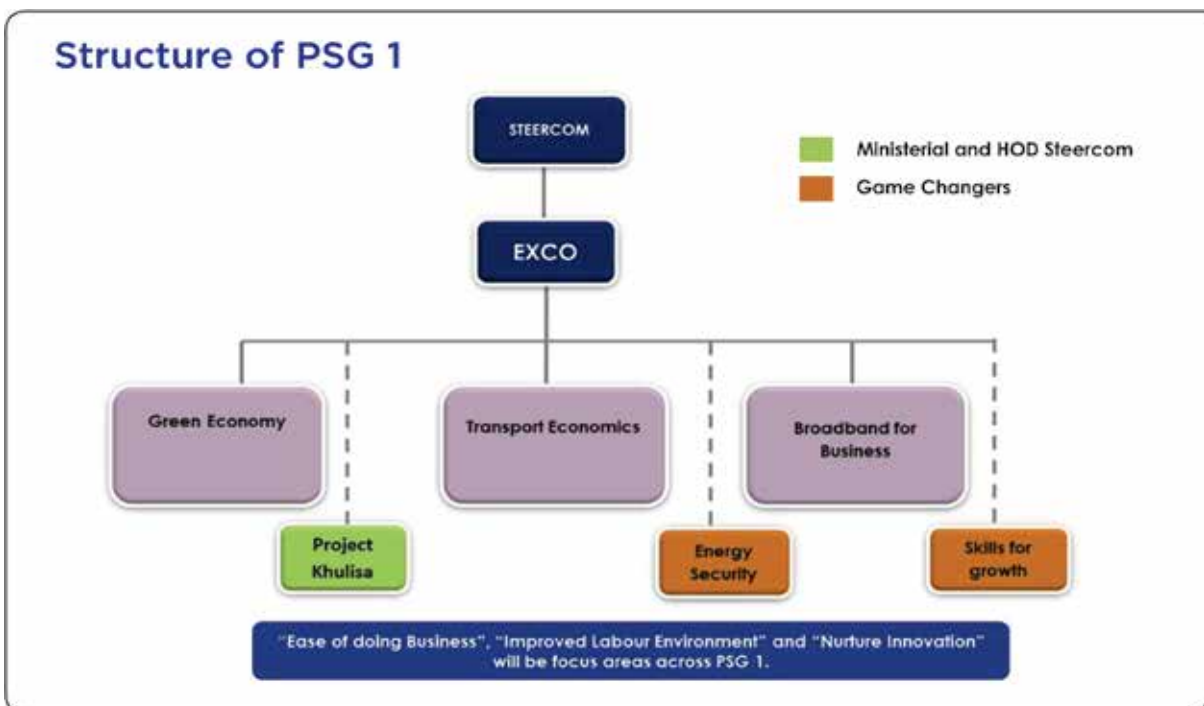 Structure of PSG 1
STEERCOM
Ministerial and HOD Steercom
Game Changers
EXCO
Green Economy
Transport Economics
Broadband for
Business
Project
Khulisa
Energy
Security
Skills for
growth
"Ease of doing Business", "Improved Labour Environment" and "Nurture Innovation"
will be focus areas across PSG 1.